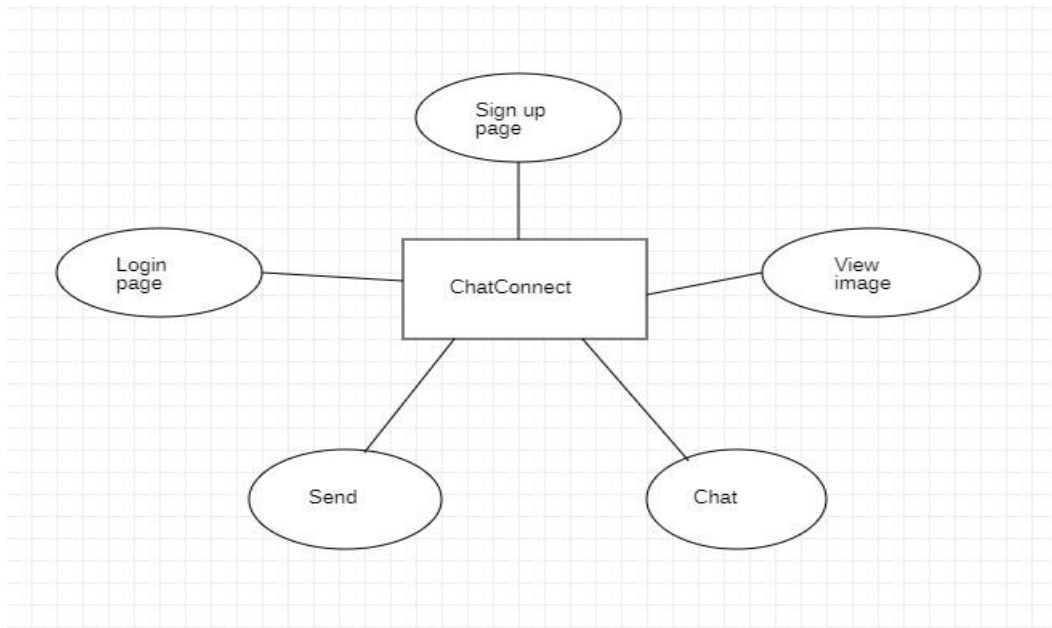 Sign up
page
Login
page
ChatConnect
View
image
Send
Chat